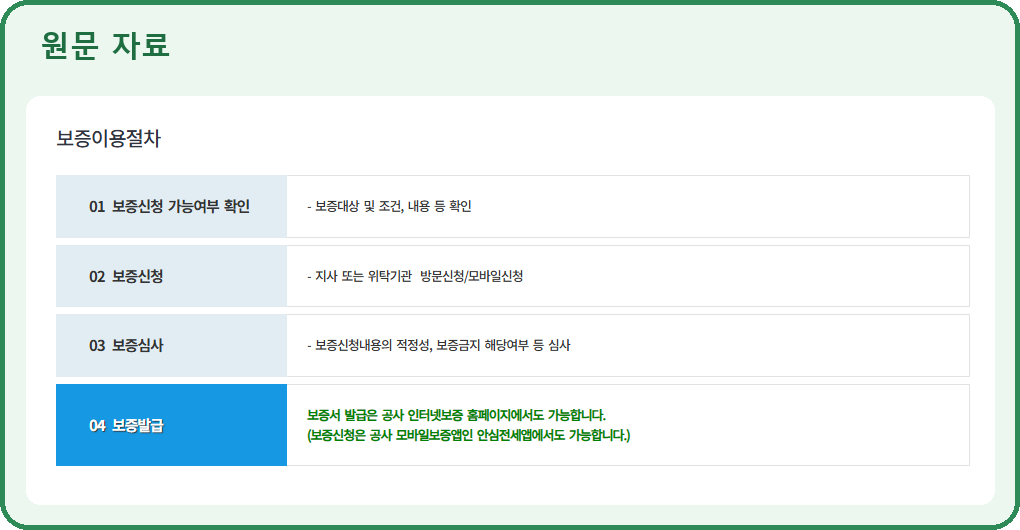 원문 자료
보증이용절차
01 보증신청 가능여부 확인
- 보증대상 및 조건, 내용 등 확인
02 보증신청
- 지사 또는 위탁기관 방문신청/모바일신청
03 보증심사
- 보증신청내용의 적정성, 보증금지 해당여부 등 심사
04 보증발급
보증서 발급은 공사 인터넷보증 홈페이지에서도 가능합니다.
(보증신청은 공사 모바일보증앱인 안심전세앱에서도 가능합니다.)